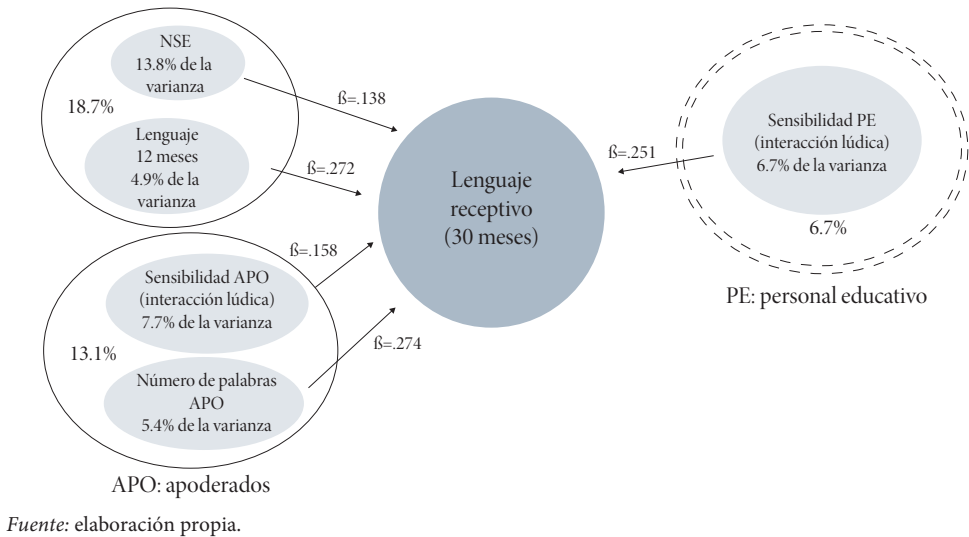 NSE
13.8% de la
varianza
18.7%
Lenguaje
12 meses
4.9% de la
varianza
ß=.138
ß=.272
Lenguaje
receptivo
(30 meses)
ß=.251
Sensibilidad PE
(interacción lúdica)
6.7% de la varianza
6.7%
PE: personal educativo
ß=.158
Sensibilidad APO
(interacción lúdica)
7.7% de la varianza
13.1%
ß=.274
Número de palabras
APO
5.4% de la varianza
APO: apoderados
Fuente: elaboración propia.